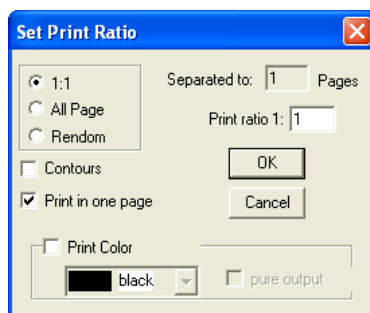 Set Print Ratio
1:1
All Page
Rendom
Separated to: 1 Pages
Print ratio 1: 1
Contours
Print in one page
OK
Cancel
Print Color
black
pure output